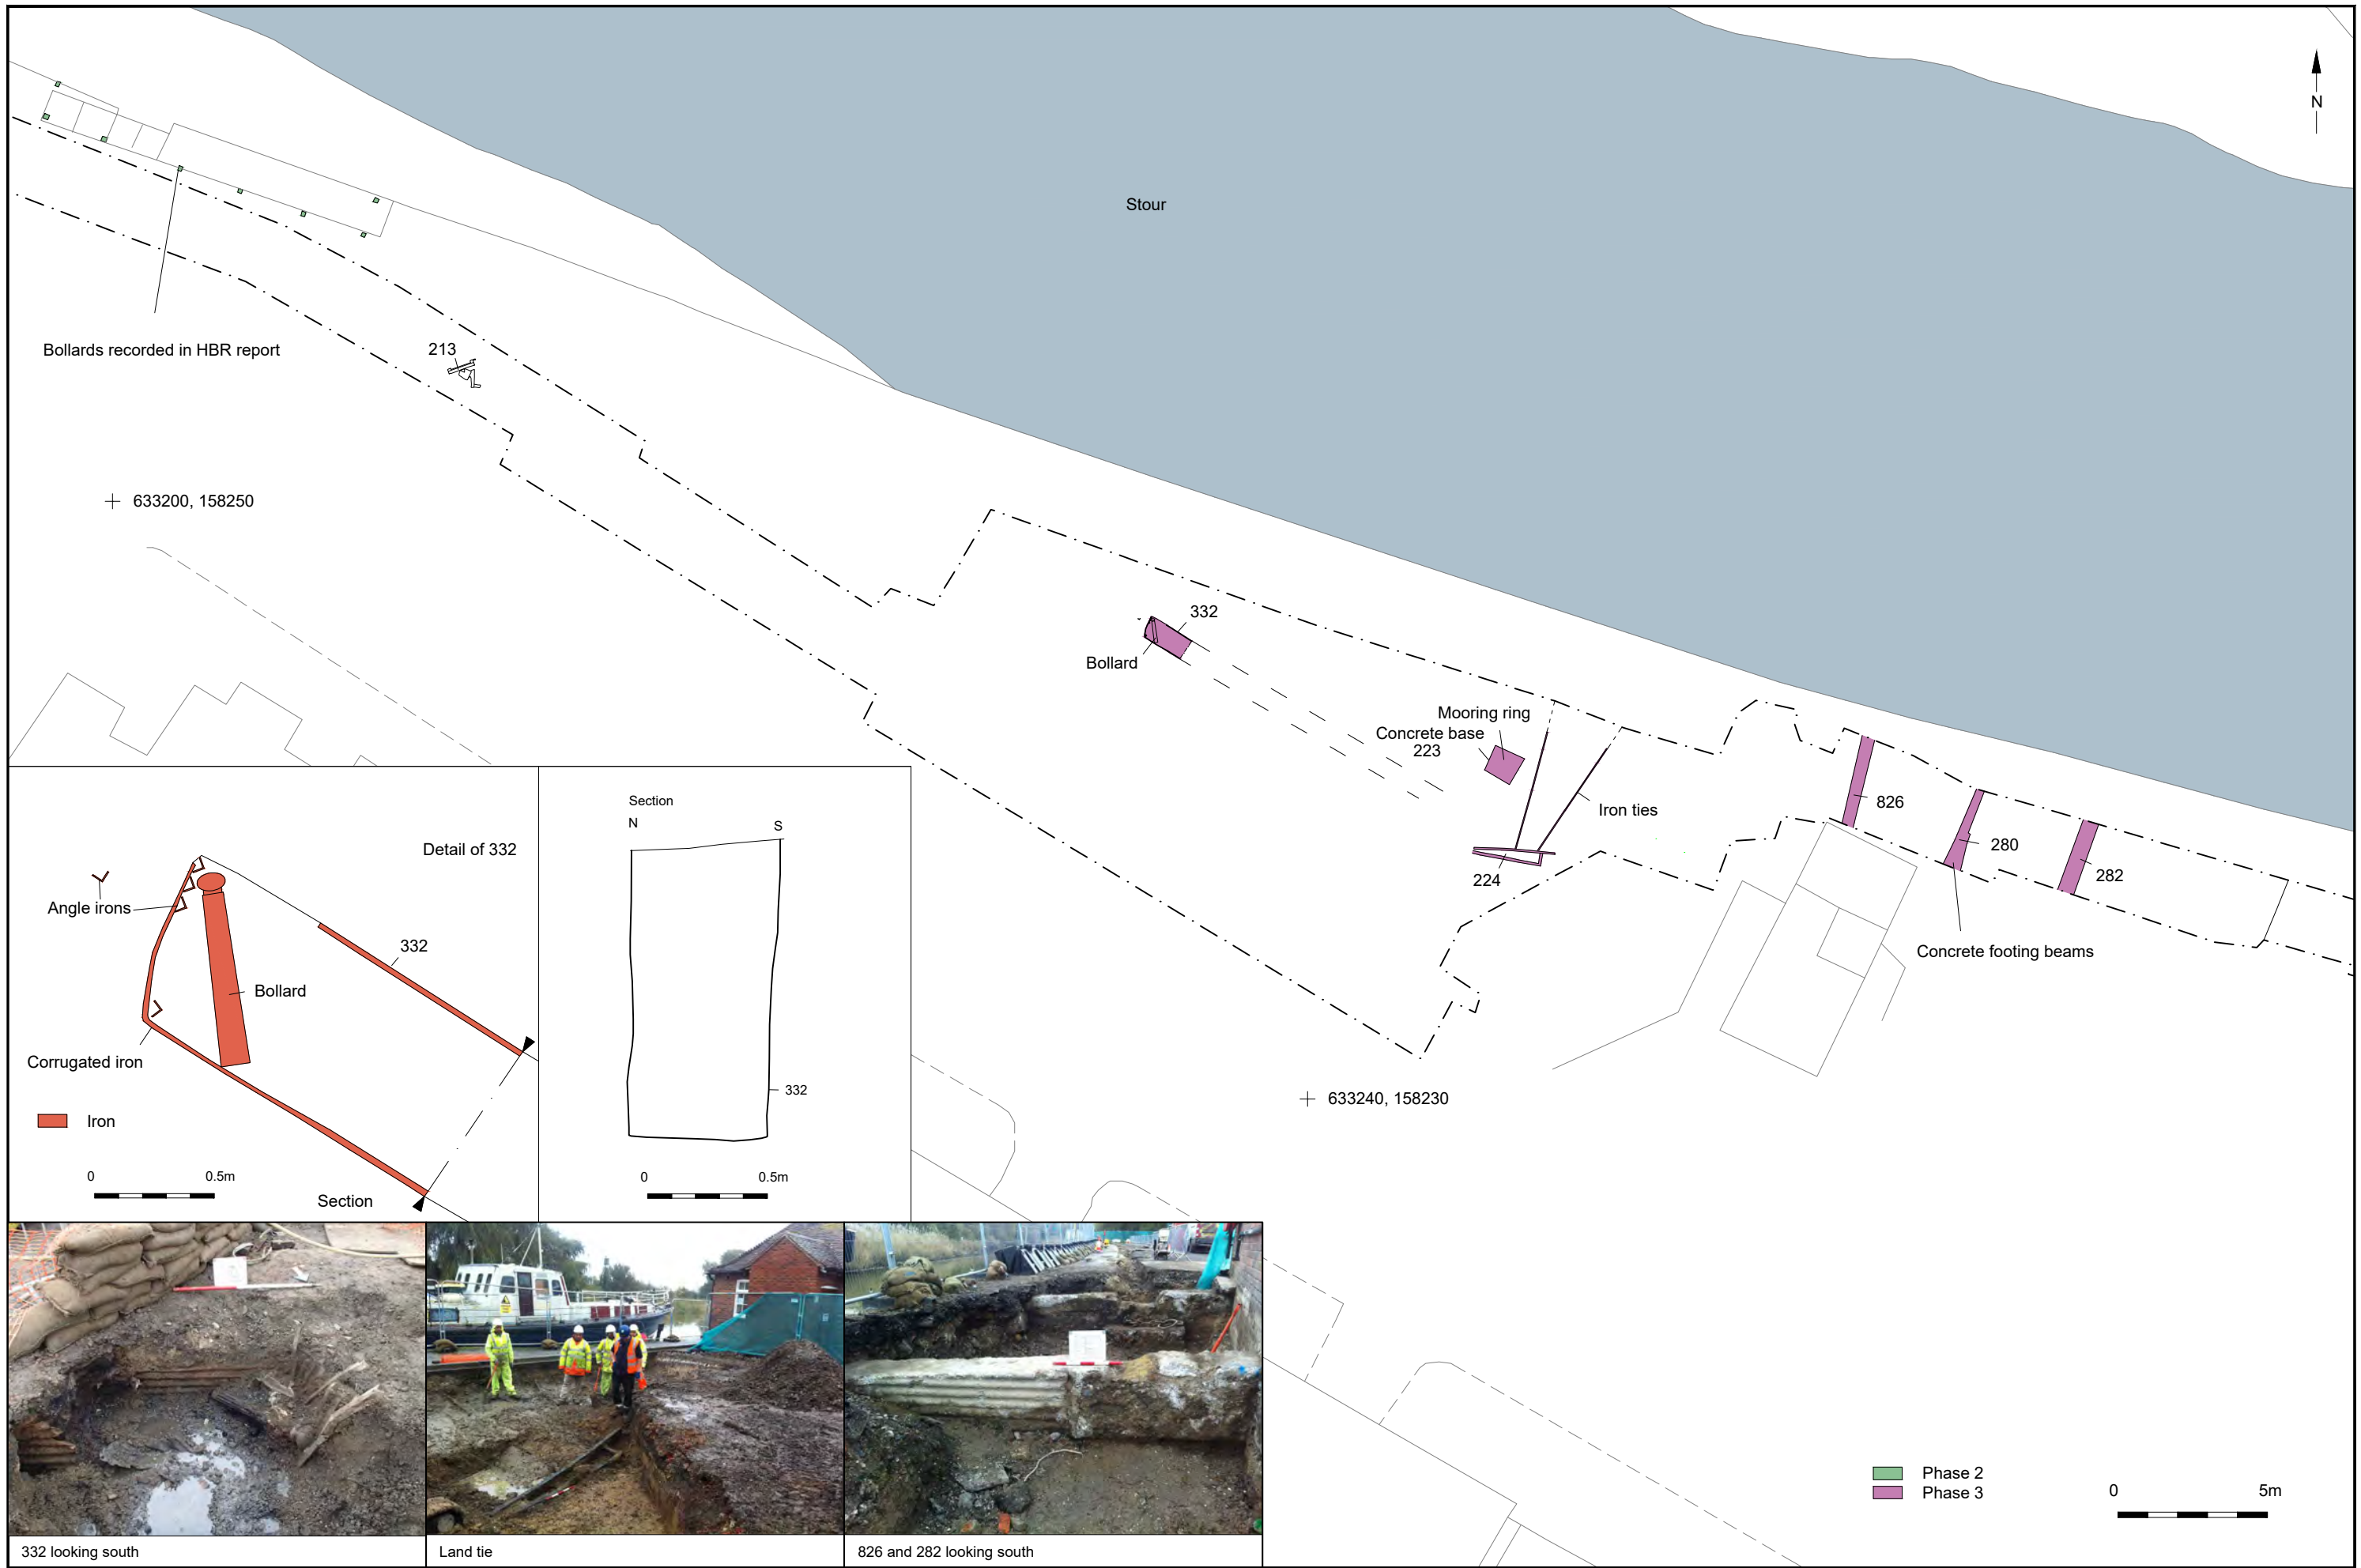 N
Stour
Bollards recorded in HBR report
213
633200, 158250
332
Bollard
Mooring ring
Concrete base
223
Iron ties
224
826
280
282
Concrete footing beams
633240, 158230
Detail of 332
Angle irons
332
Bollard
Corrugated iron
Iron
0 0.5m
Section
Section
N S
332
0 0.5m
332 looking south
Land tie
826 and 282 looking south
Phase 2
Phase 3
0 5m